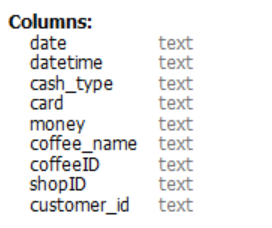 Columns:
date text
datetime text
cash_type text
card text
money text
coffee_name text
coffeeID text
shopID text
customer_id text